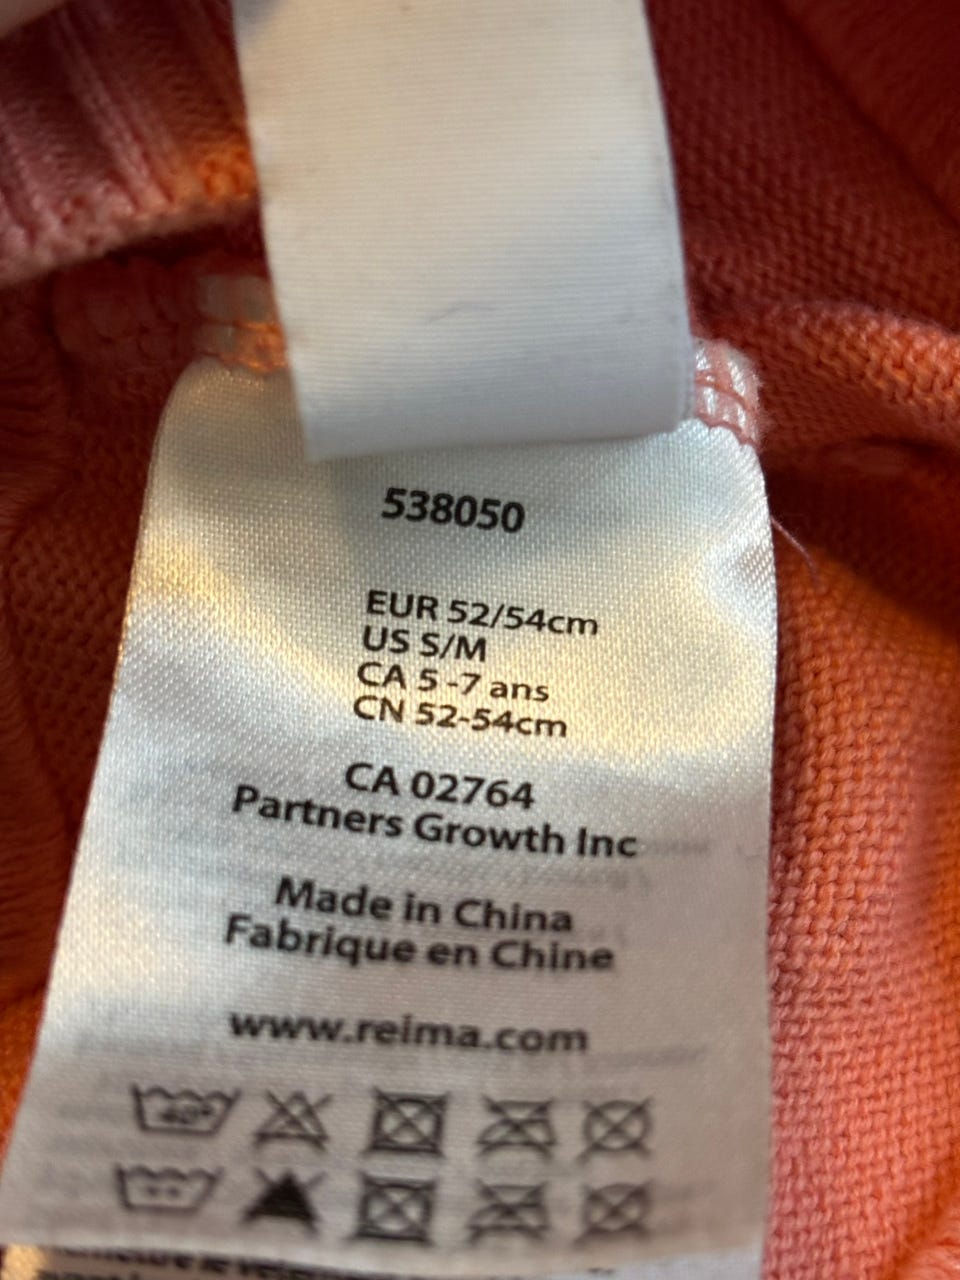 538050
EUR 52/54cm
US S/M
CA 5 -7 ans
CN 52-54cm
CA 02764
Partners Growth Inc
Made in China
Fabrique en Chine
www.reima.com
40°